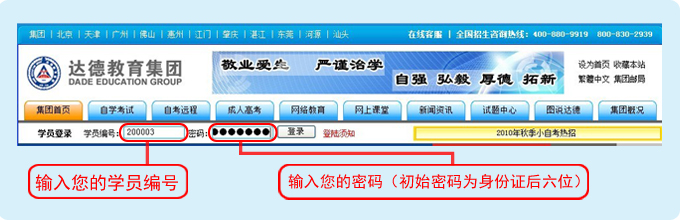 集团 | 北京 | 天津 | 广州 | 佛山 | 惠州 | 江门 | 肇庆 | 湛江 | 东莞 | 河源 | 汕头 在线客服 | 全国招生咨询热线: 400-880-9919 800-830-2939
达德教育集团
DADE EDUCATION GROUP
敬业爱生 严谨治学
自强 弘毅 厚德 拓新
设为首页 收藏本站
繁體中文 集团邮局
集团首页 自学考试 自考远程 成人高考 网络教育 网上课堂 新闻资讯 试题中心 图说达德 集团概况
学员登录 学员编号: 200003 密码: ●●●●●●● 登录 登陆须知 2010年秋季小自考热招
输入您的学员编号
输入您的密码（初始密码为身份证后六位）